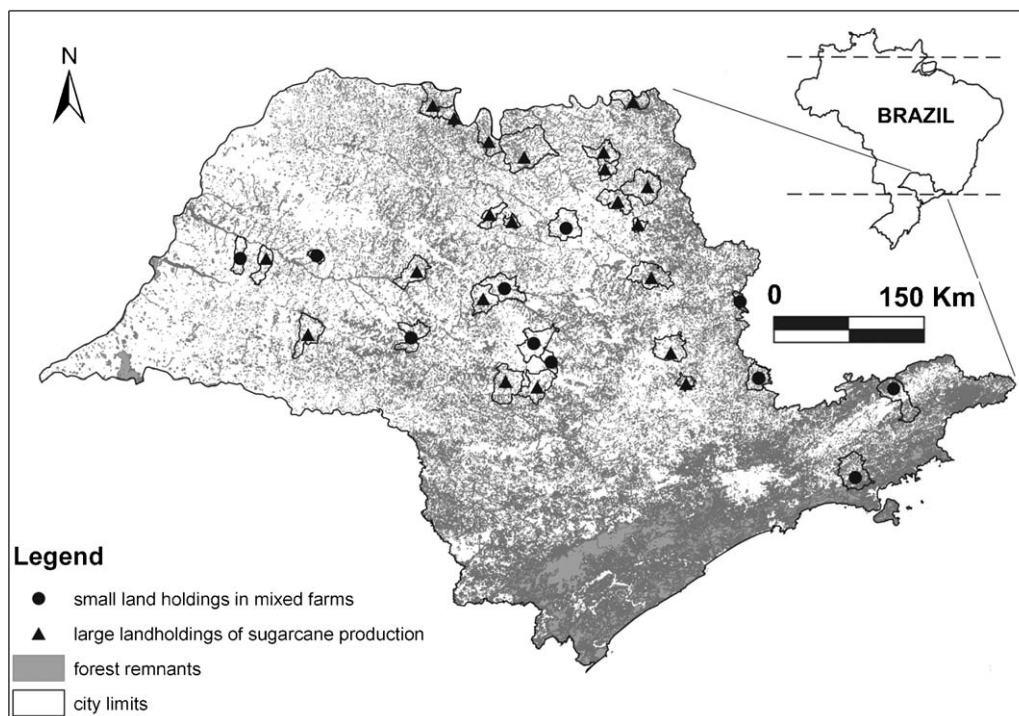 N
BRAZIL
0 150 Km
Legend
small land holdings in mixed farms
large landholdings of sugarcane production
forest remnants
city limits